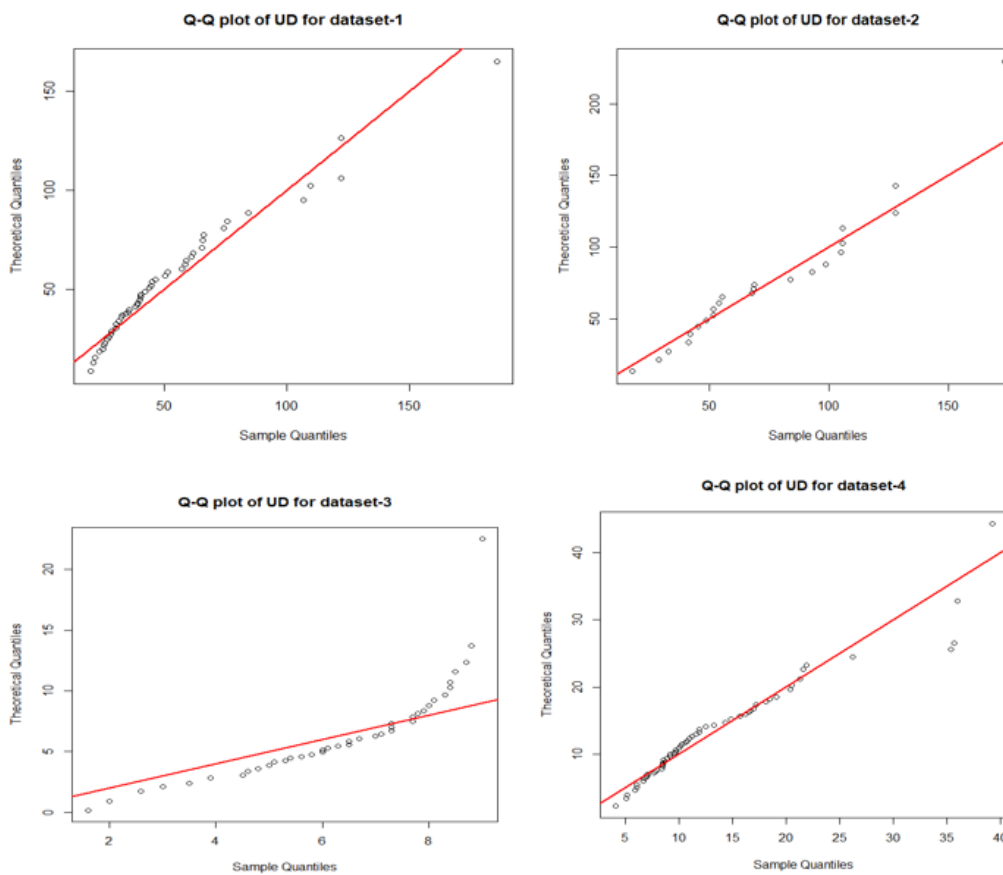 Q-Q plot of UD for dataset-1
Theoretical Quantiles
150
100
50
50 100 150
Sample Quantiles
Q-Q plot of UD for dataset-2
Theoretical Quantiles
200
150
100
50
50 100 150
Sample Quantiles
Q-Q plot of UD for dataset-3
Theoretical Quantiles
20
15
10
5
0
2 4 6 8
Sample Quantiles
Q-Q plot of UD for dataset-4
Theoretical Quantiles
40
30
20
10
5 10 15 20 25 30 35 40
Sample Quantiles